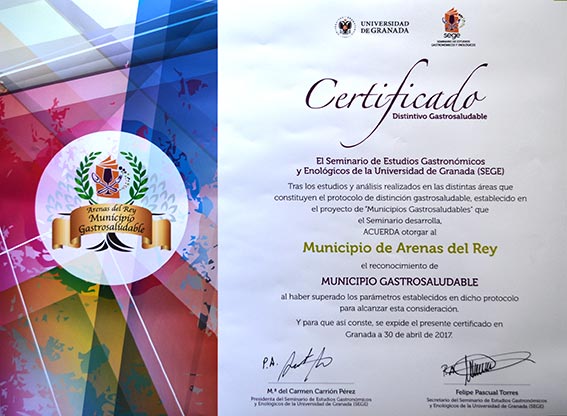 UNIVERSIDAD
DE GRANADA
sege
SEMINARIO DE ESTUDIOS
GASTRONÓMICOS Y ENOLÓGICOS
Certificado
Distintivo Gastrosaludable
El Seminario de Estudios Gastronómicos
y Enológicos de la Universidad de Granada (SEGE)
Tras los estudios y análisis realizados en las distintas áreas que
constituyen el protocolo de distinción gastrosaludable, establecido en
el proyecto de "Municipios Gastrosaludables" que
el Seminario desarrolla,
ACUERDA otorgar al
Municipio de Arenas del Rey
el reconocimiento de
MUNICIPIO GASTROSALUDABLE
al haber superado los parámetros establecidos en dicho protocolo
para alcanzar esta consideración.
Y para que así conste, se expide el presente certificado en
Granada a 30 de abril de 2017.
Arenas del Rey
Municipio
Gastrosaludable
P.A.
M.ª del Carmen Carrión Pérez
Presidenta del Seminario de Estudios Gastronómicos
y Enológicos de la Universidad de Granada (SEGE)
P.A.
Felipe Pascual Torres
Secretario del Seminario de Estudios Gastronómicos
y Enológicos de la Universidad de Granada (SEGE)